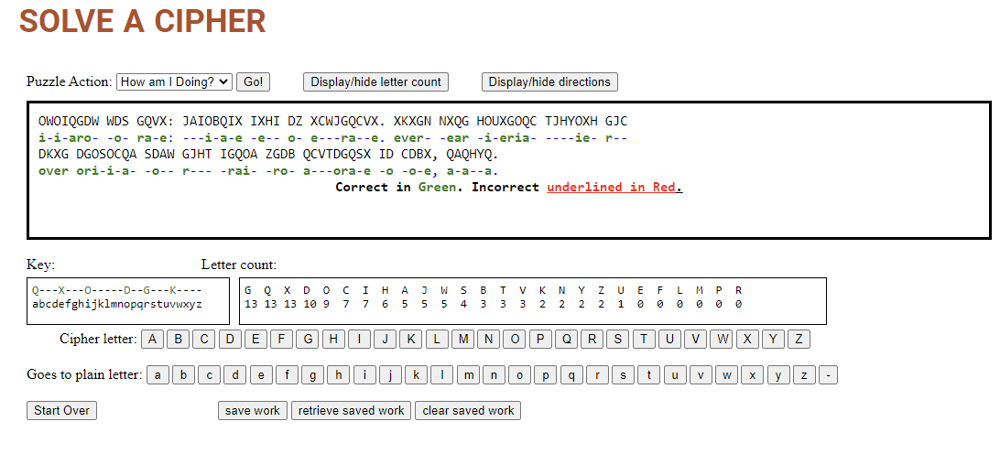 SOLVE A CIPHER
Puzzle Action: How am I Doing? Go! Display/hide letter count Display/hide directions
OWOIQGDW WDS GQVX: JAIOBQIX IXHI DZ XCWJGQCVX. XKXGN NXQG HOUXGOQC TJHYOXH GJC
i-i-aro- -o- ra-e: ---i-a-e -e-- o- e---ra--e. ever- -ear -i-eria- ----ie- r--
DKXG DGOSOCQA SDAW GJHT IGQOA ZGDB QCVTDGQSX ID CDBX, QAQHYQ.
over ori-i-a- -o-- r--- -rai- -ro- a---ora-e -o -o-e, a-a--a.
Correct in Green. Incorrect underlined in Red.
Key: Letter count:
Q---X---O-----D--G---K----
abcdefghijklmnopqrstuvwxyz
G Q X D O C I H A J W S B T V K N Y Z U E F L M P R
13 13 13 10 9 7 7 6 5 5 5 4 3 3 3 2 2 2 2 1 0 0 0 0 0 0
Cipher letter: A B C D E F G H I J K L M N O P Q R S T U V W X Y Z
Goes to plain letter: a b c d e f g h i j k l m n o p q r s t u v w x y z -
Start Over save work retrieve saved work clear saved work